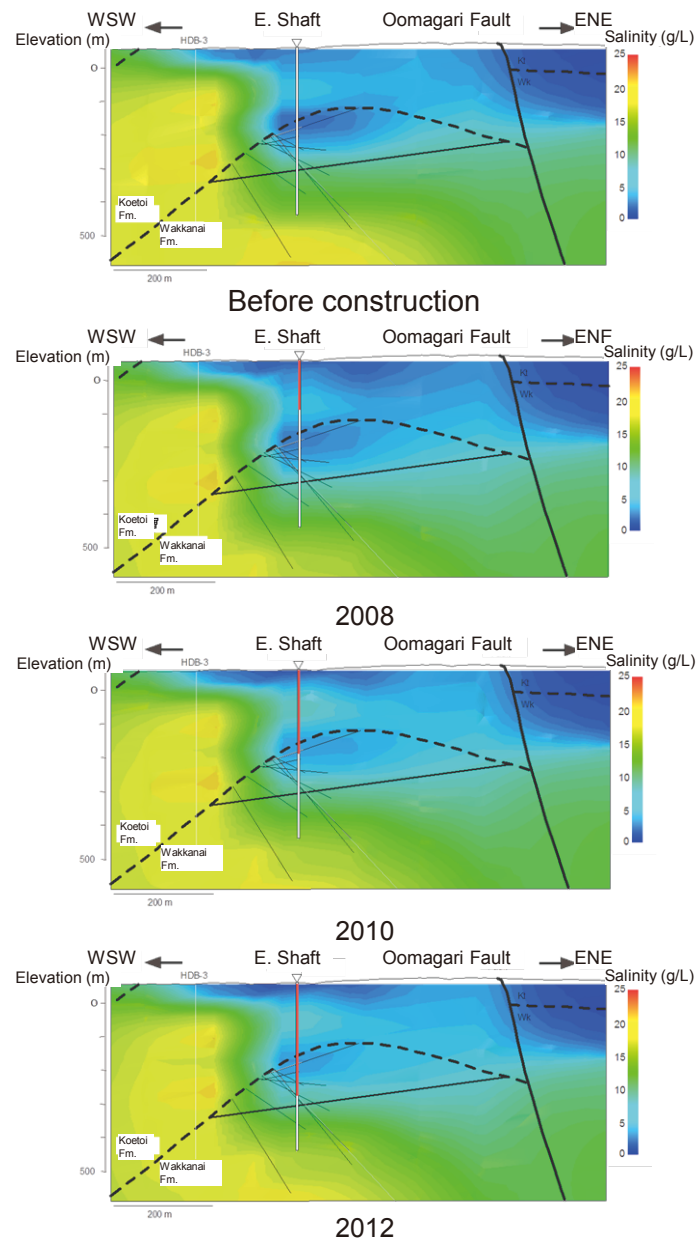 WSW E. Shaft Oomagari Fault ENE
Elevation (m) HDB-3 Salinity (g/L)
25
20
15
10
5
0
0
500
Kt
Wk
Koetoi
Fm.
Wakkanai
Fm.
200 m
Before construction
WSW E. Shaft Oomagari Fault ENE
Elevation (m) HDB-3 Salinity (g/L)
25
20
15
10
5
0
0
500
Kt
Wk
Koetoi
Fm.
Wakkanai
Fm.
200 m
2008
WSW E. Shaft Oomagari Fault ENE
Elevation (m) HDB-3 Salinity (g/L)
25
20
15
10
5
0
0
500
Kt
Wk
Koetoi
Fm.
Wakkanai
Fm.
200 m
2010
WSW E. Shaft Oomagari Fault ENE
Elevation (m) HDB-3 Salinity (g/L)
25
20
15
10
5
0
0
500
Kt
Wk
Koetoi
Fm.
Wakkanai
Fm.
200 m
2012